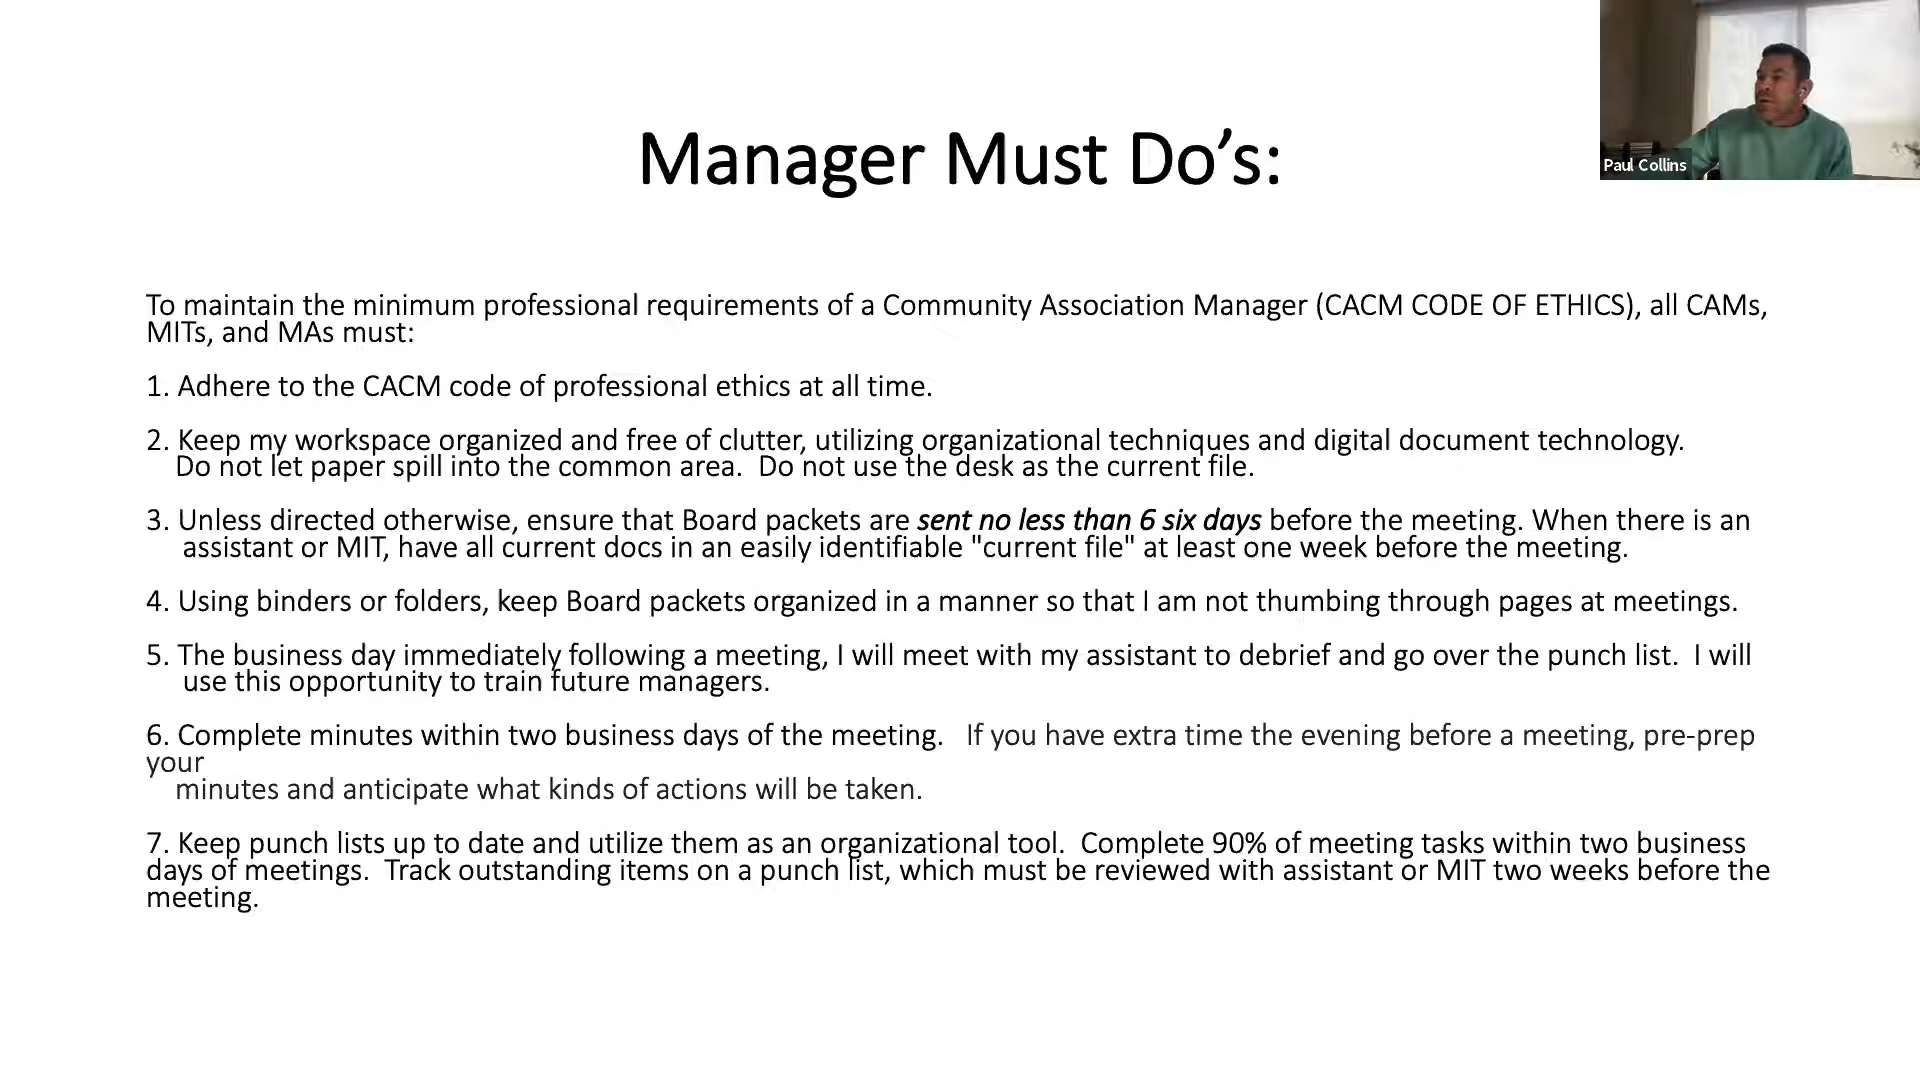 Paul Collins
Manager Must Do’s:
To maintain the minimum professional requirements of a Community Association Manager (CACM CODE OF ETHICS), all CAMs,
MITs, and MAs must:
1. Adhere to the CACM code of professional ethics at all time.
2. Keep my workspace organized and free of clutter, utilizing organizational techniques and digital document technology.
Do not let paper spill into the common area.  Do not use the desk as the current file.
3. Unless directed otherwise, ensure that Board packets are sent no less than 6 six days before the meeting. When there is an
assistant or MIT, have all current docs in an easily identifiable "current file" at least one week before the meeting.
4. Using binders or folders, keep Board packets organized in a manner so that I am not thumbing through pages at meetings.
5. The business day immediately following a meeting, I will meet with my assistant to debrief and go over the punch list.  I will
use this opportunity to train future managers.
6. Complete minutes within two business days of the meeting.   If you have extra time the evening before a meeting, pre-prep
your
minutes and anticipate what kinds of actions will be taken.
7. Keep punch lists up to date and utilize them as an organizational tool.  Complete 90% of meeting tasks within two business
days of meetings.  Track outstanding items on a punch list, which must be reviewed with assistant or MIT two weeks before the
meeting.